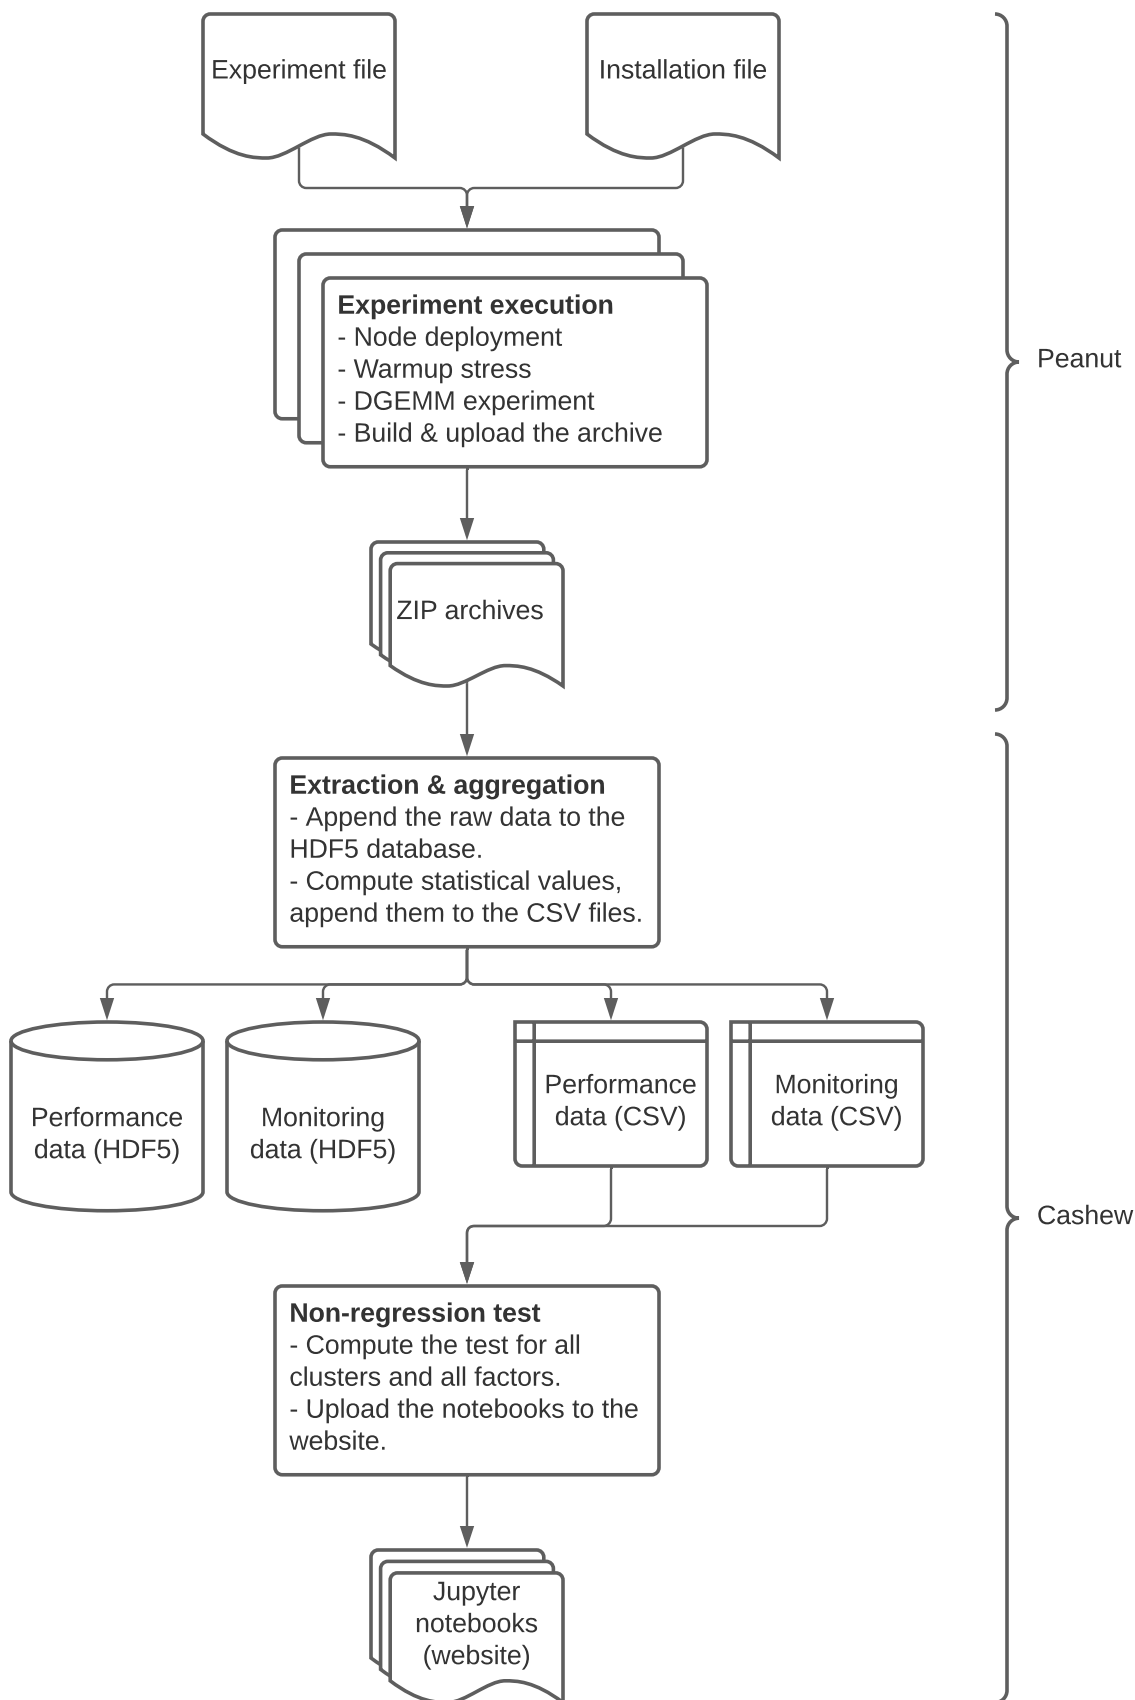 Experiment file
Installation file
Experiment execution
- Node deployment
- Warmup stress
- DGEMM experiment
- Build & upload the archive
Peanut
ZIP archives
Extraction & aggregation
- Append the raw data to the
HDF5 database.
- Compute statistical values,
append them to the CSV files.
Performance
data (HDF5)
Monitoring
data (HDF5)
Performance
data (CSV)
Monitoring
data (CSV)
Cashew
Non-regression test
- Compute the test for all
clusters and all factors.
- Upload the notebooks to the
website.
Jupyter
notebooks
(website)